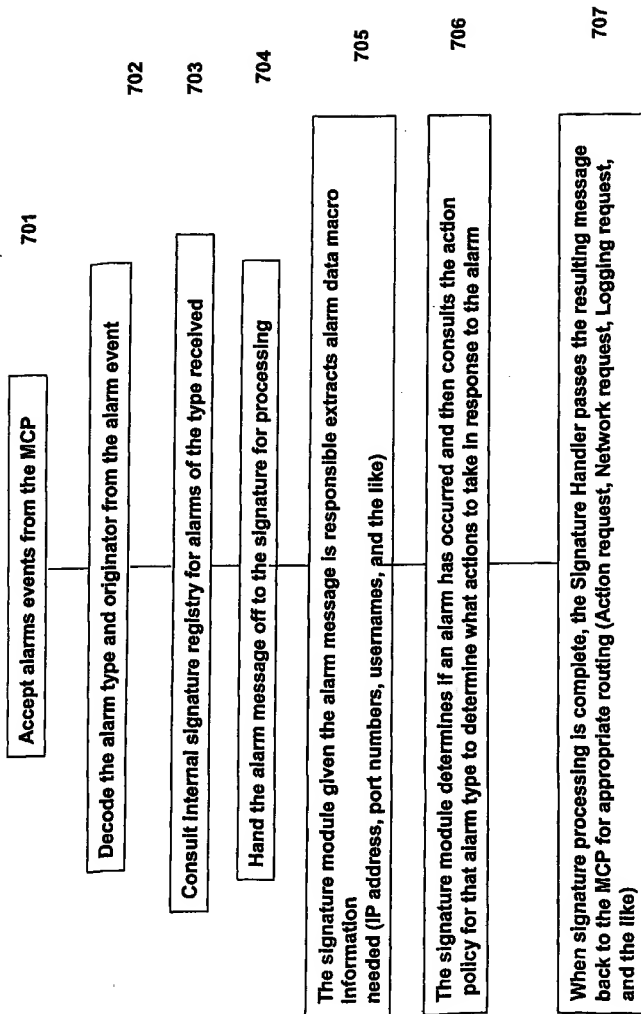 701
Accept alarms events from the MCP
702
Decode the alarm type and originator from the alarm event
703
Consult internal signature registry for alarms of the type received
704
Hand the alarm message off to the signature for processing
705
The signature module given the alarm message is responsible extracts alarm data macro
information
needed (IP address, port numbers, usernames, and the like)
706
The signature module determines if an alarm has occurred and then consults the action
policy for that alarm type to determine what actions to take in response to the alarm
707
When signature processing is complete, the Signature Handler passes the resulting message
back to the MCP for appropriate routing (Action request, Network request, Logging request,
and the like)